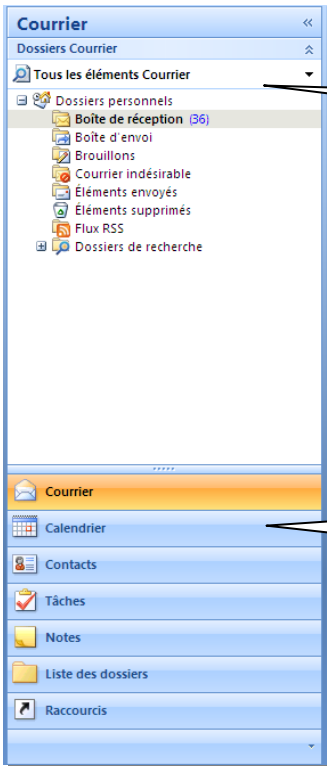 Courrier
Dossiers Courrier
Tous les éléments Courrier
Dossiers personnels
Boîte de réception (36)
Boîte d'envoi
Brouillons
Courrier indésirable
Éléments envoyés
Éléments supprimés
Flux RSS
Dossiers de recherche
Courrier
Calendrier
Contacts
Tâches
Notes
Liste des dossiers
Raccourcis